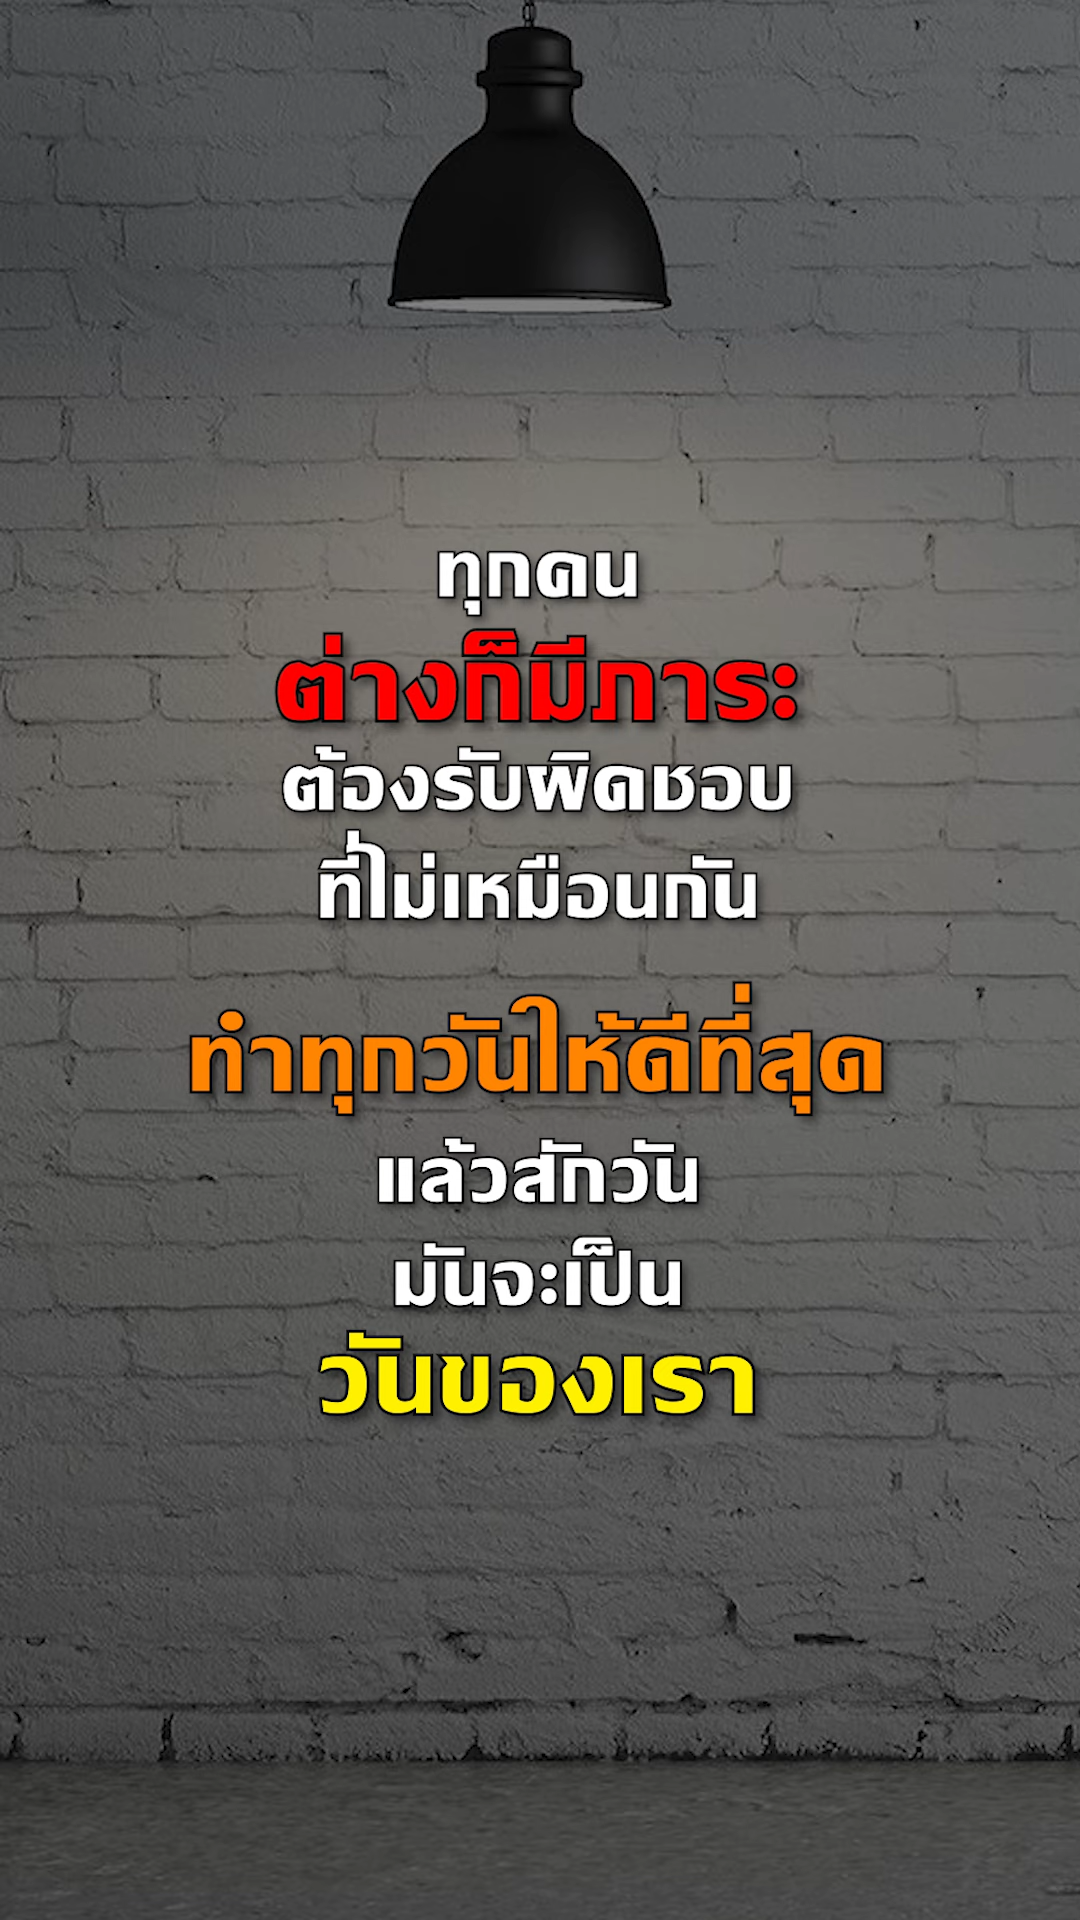 ทุกคน
ต่างก็มีภาระ
ต้องรับผิดชอบ
ที่ไม่เหมือนกัน
ทำทุกวันให้ดีที่สุด
แล้วสักวัน
มันจะเป็น
วันของเรา